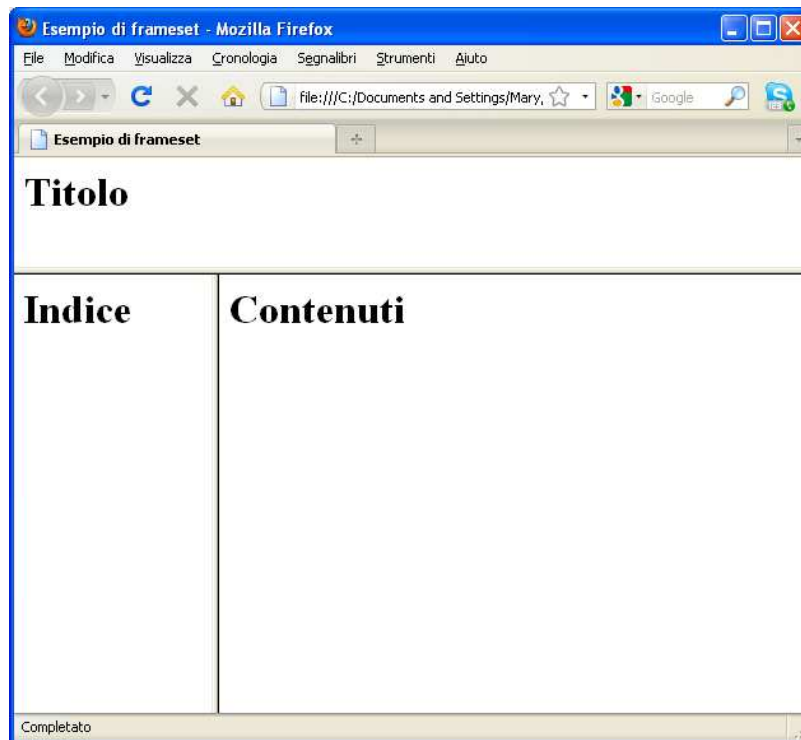 Esempio di frameset - Mozilla Firefox
File Modifica Visualizza Cronologia Segnalibri Strumenti Aiuto
file:///C:/Documents and Settings/Mary, Google
Esempio di frameset
Titolo
Indice Contenuti
Completato